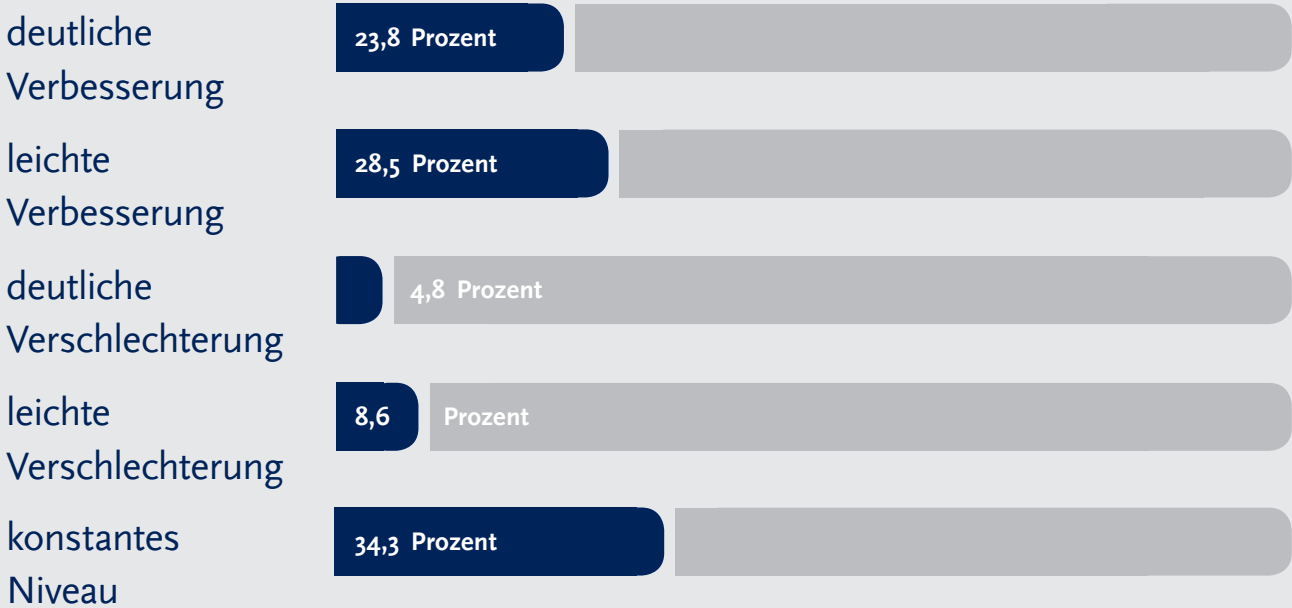 deutliche
Verbesserung
23,8 Prozent
leichte
Verbesserung
28,5 Prozent
deutliche
Verschlechterung
4,8 Prozent
leichte
Verschlechterung
8,6 Prozent
konstantes
Niveau
34,3 Prozent